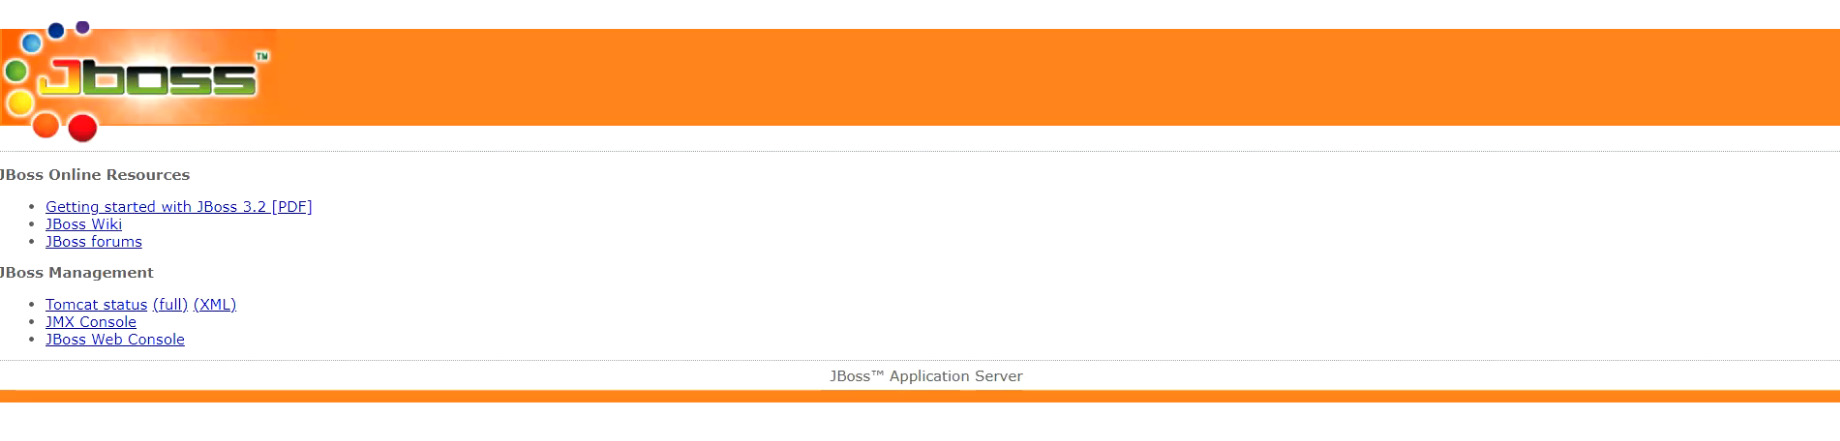 Jboss™
JBoss Online Resources
Getting started with JBoss 3.2 [PDF]
JBoss Wiki
JBoss forums
JBoss Management
Tomcat status (full) (XML)
JMX Console
JBoss Web Console
JBoss™ Application Server